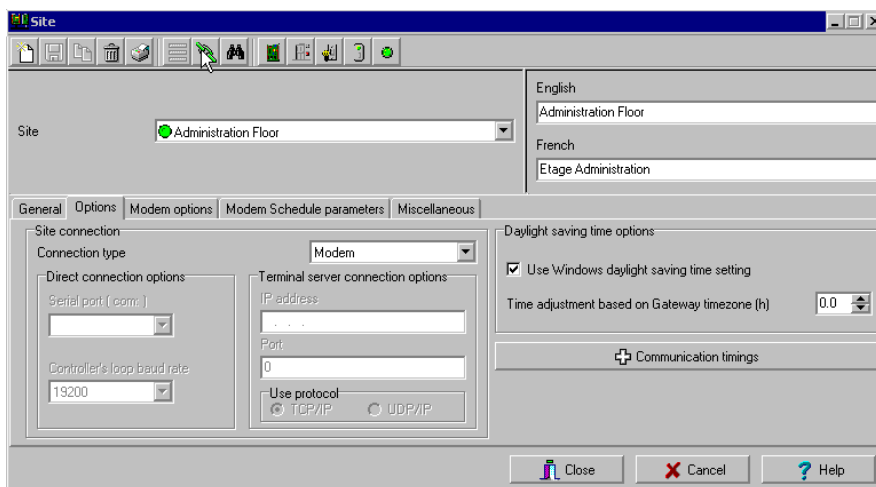 Site
English
Administration Floor
Site
Administration Floor
French
Etage Administration
General Options Modem options Modem Schedule parameters Miscellaneous
Site connection
Connection type
Modem
Direct connection options
Serial port ( com: )
Controller's loop baud rate
19200
Terminal server connection options
IP address
. . .
Port
0
Use protocol
TCP/IP UDP/IP
Daylight saving time options
Use Windows daylight saving time setting
Time adjustment based on Gateway timezone (h) 0.0
Communication timings
Close Cancel Help